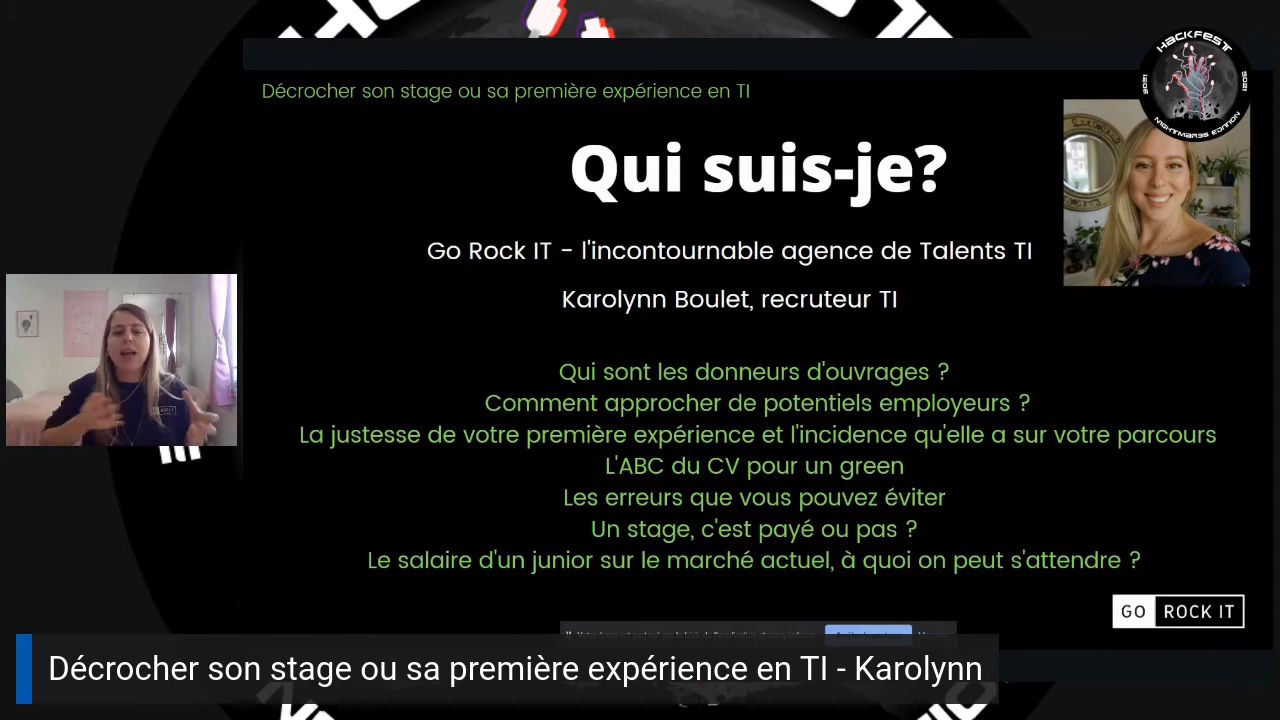 HACKFEST
2021
2021
NIGHTMARES EDITION
Décrocher son stage ou sa première expérience en TI
Qui suis-je?
Go Rock IT - l'incontournable agence de Talents TI
Karolynn Boulet, recruteur TI
Qui sont les donneurs d'ouvrages ?
Comment approcher de potentiels employeurs ?
La justesse de votre première expérience et l'incidence qu'elle a sur votre parcours
L'ABC du CV pour un green
Les erreurs que vous pouvez éviter
Un stage, c'est payé ou pas ?
Le salaire d'un junior sur le marché actuel, à quoi on peut s'attendre ?
GO ROCK IT
Décrocher son stage ou sa première expérience en TI - Karolynn